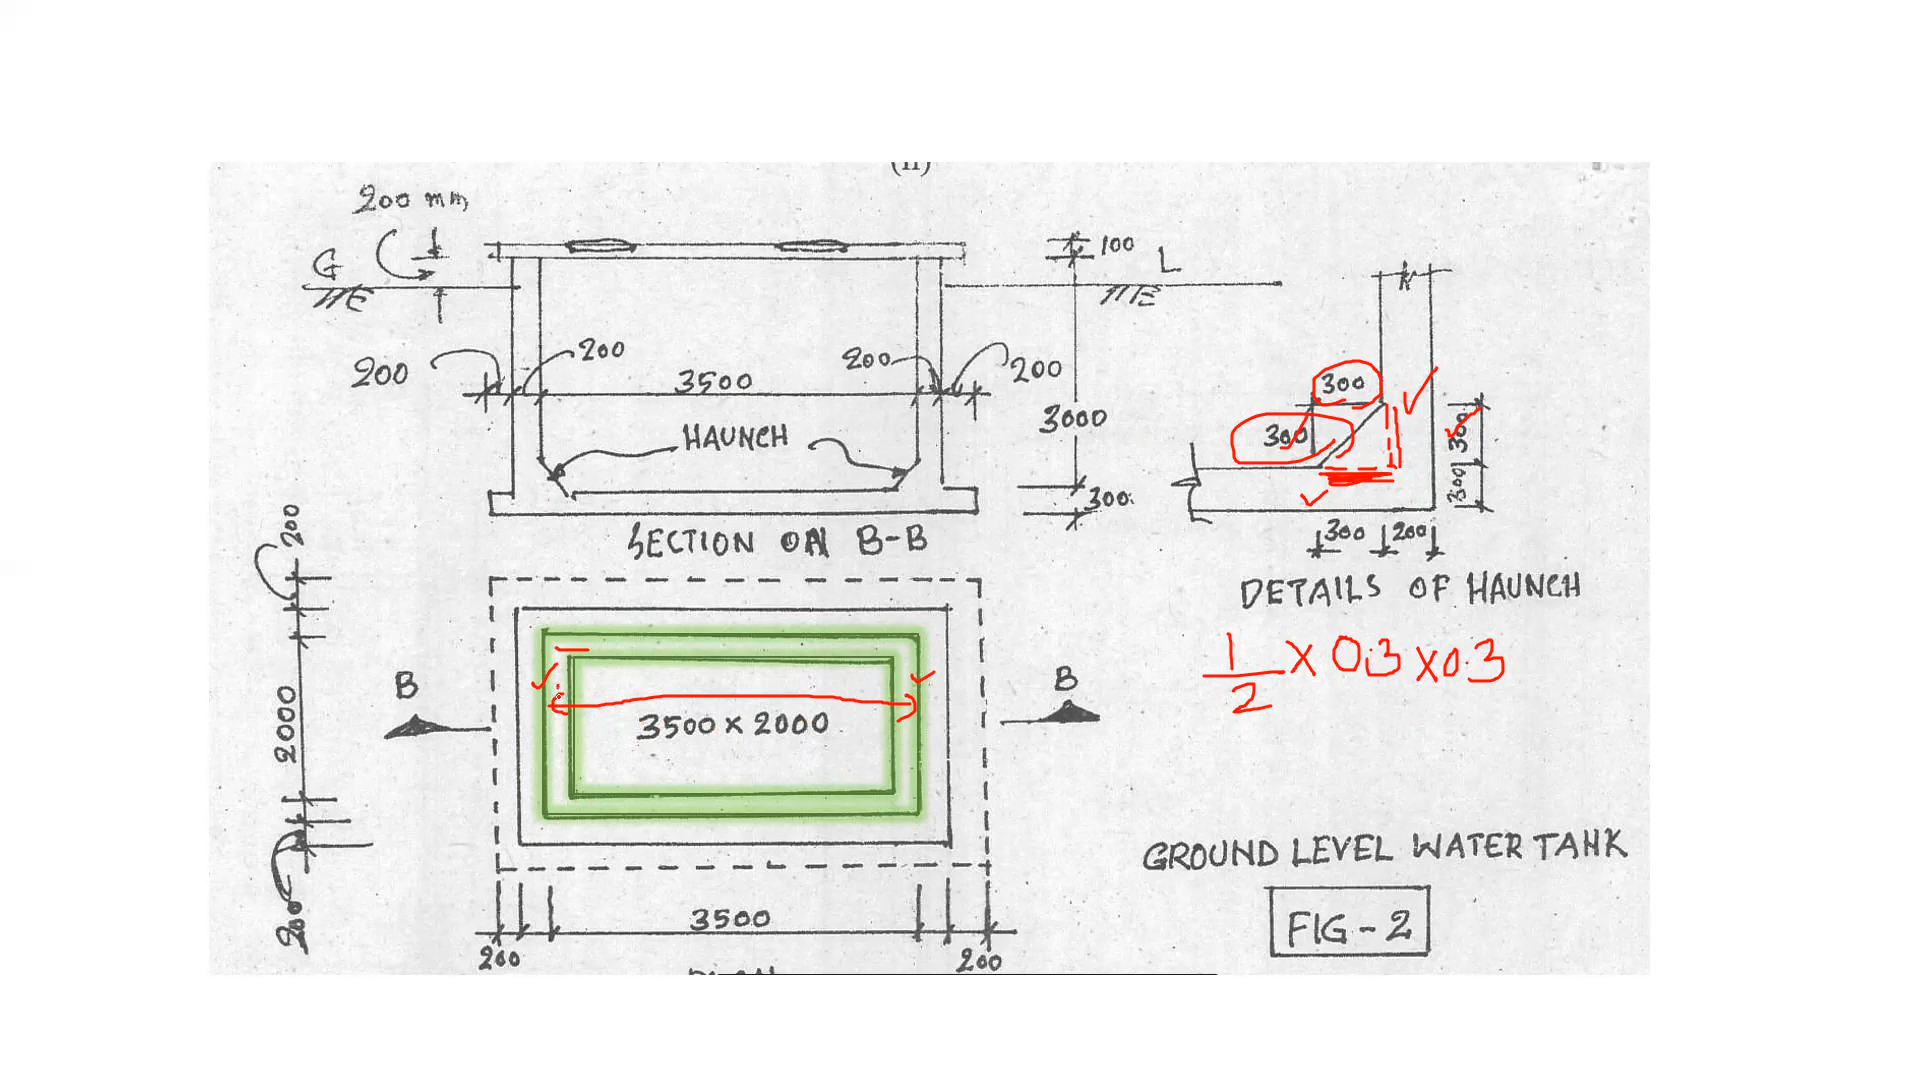 (ii)
200 mm
G
100
L
200
200
200
200
3500
3000
HAUNCH
300
300
300
300
300
300
200
SECTION ON B-B
DETAILS OF HAUNCH
200
2000
200
B
B
3500 x 2000
1/2 x 0.3 x 0.3
GROUND LEVEL WATER TANK
FIG - 2
3500
200
200